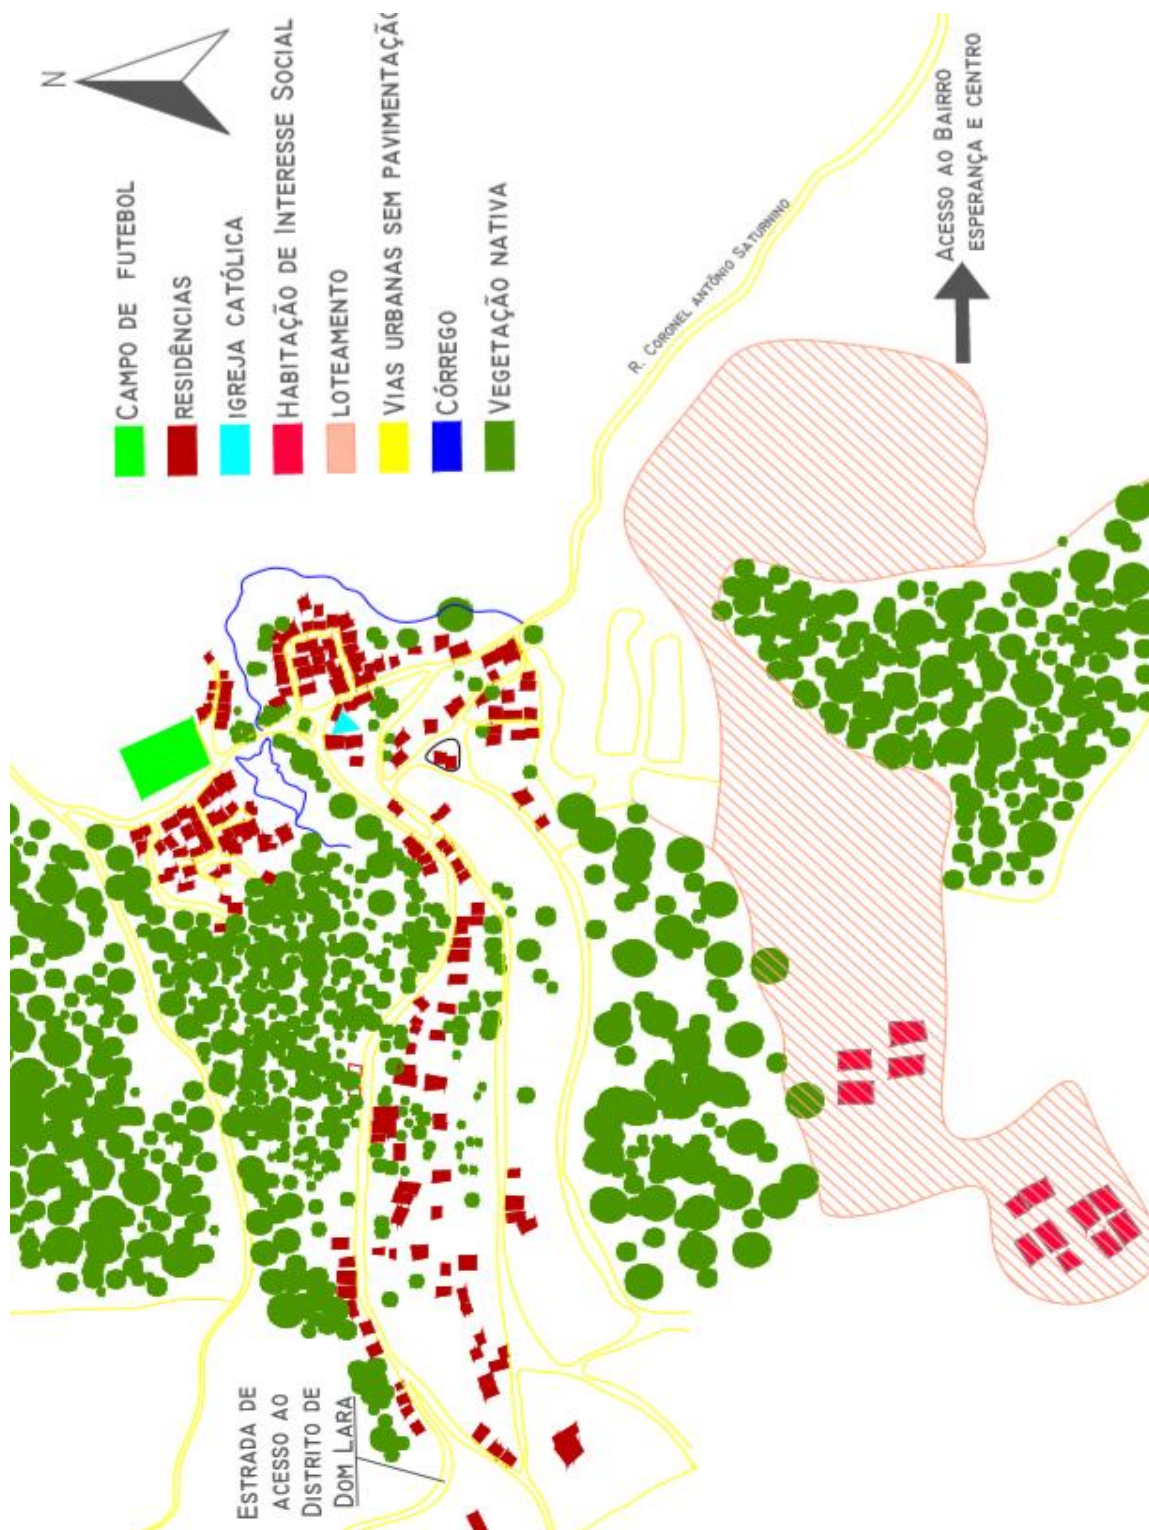 N
CAMPO DE FUTEBOL
RESIDÊNCIAS
IGREJA CATÓLICA
HABITAÇÃO DE INTERESSE SOCIAL
LOTEAMENTO
VIAS URBANAS SEM PAVIMENTAÇÃO
CÓRREGO
VEGETAÇÃO NATIVA
R. CORONEL ANTÔNIO SATURNINO
ACESSO AO BAIRRO
ESPERANÇA E CENTRO
ESTRADA DE
ACESSO AO
DISTRITO DE
DOM LARA